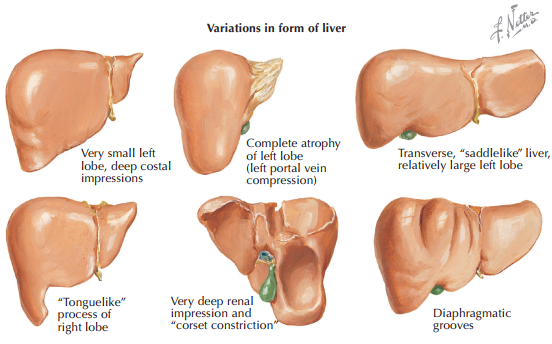 Variations in form of liver
F. Netter
M.D.
Very small left
lobe, deep costal
impressions
Complete atrophy
of left lobe
(left portal vein
compression)
Transverse, “saddlelike” liver,
relatively large left lobe
“Tonguelike”
process of
right lobe
Very deep renal
impression and
“corset constriction”
Diaphragmatic
grooves